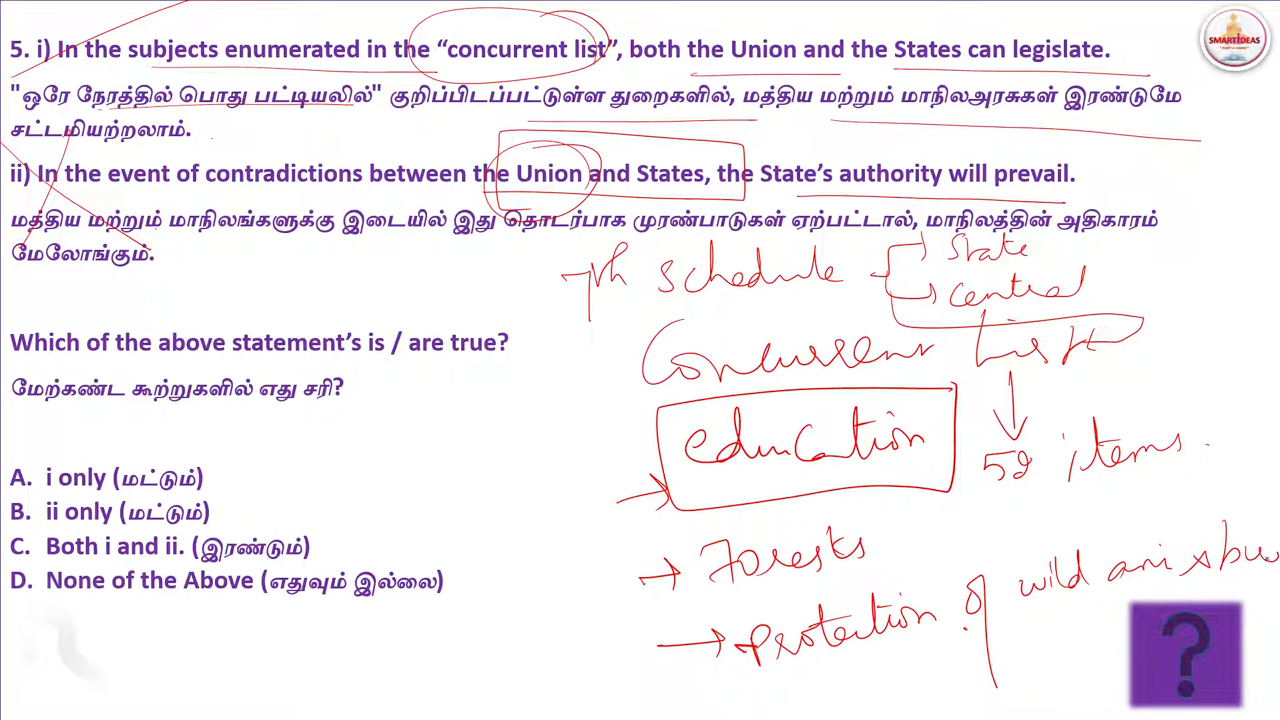 5. i) In the subjects enumerated in the “concurrent list”, both the Union and the States can legislate.
"ஒரே நேரத்தில் பொது பட்டியலில்" குறிப்பிடப்பட்டுள்ள துறைகளில், மத்திய மற்றும் மாநிலஅரசுகள் இரண்டுமே
சட்டமியற்றலாம்.
ii) In the event of contradictions between the Union and States, the State’s authority will prevail.
மத்திய மற்றும் மாநிலங்களுக்கு இடையில் இது தொடர்பாக முரண்பாடுகள் ஏற்பட்டால், மாநிலத்தின் அதிகாரம்
மேலோங்கும்.
7th schedule
State
Central
Concurrent List
education
52 items.
Forests
Protection of wild ani
Which of the above statement’s is / are true?
மேற்கண்ட கூற்றுகளில் எது சரி?
A. i only (மட்டும்)
B. ii only (மட்டும்)
C. Both i and ii. (இரண்டும்)
D. None of the Above (எதுவும் இல்லை)
SMARTIDEAS
?